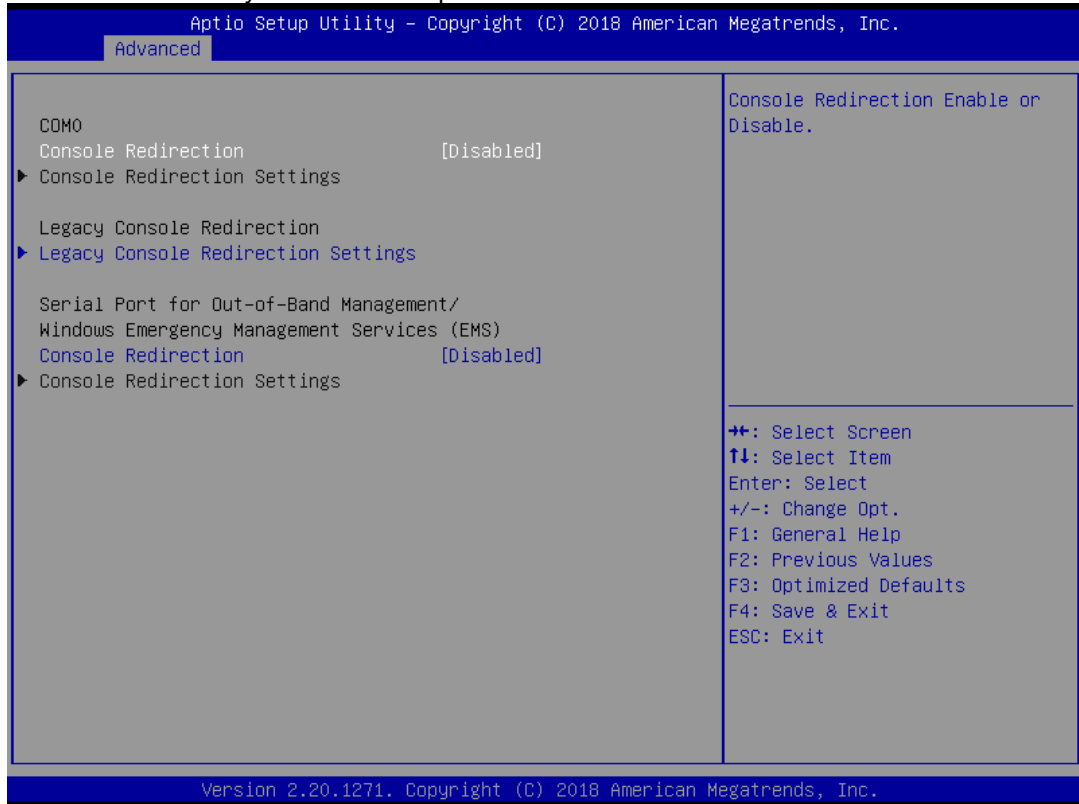 Aptio Setup Utility – Copyright (C) 2018 American Megatrends, Inc.
Advanced
COM0
Console Redirection [Disabled]
▶ Console Redirection Settings
Legacy Console Redirection
▶ Legacy Console Redirection Settings
Serial Port for Out-of-Band Management/
Windows Emergency Management Services (EMS)
Console Redirection [Disabled]
▶ Console Redirection Settings
Console Redirection Enable or
Disable.
→←: Select Screen
↑↓: Select Item
Enter: Select
+/-: Change Opt.
F1: General Help
F2: Previous Values
F3: Optimized Defaults
F4: Save & Exit
ESC: Exit
Version 2.20.1271. Copyright (C) 2018 American Megatrends, Inc.